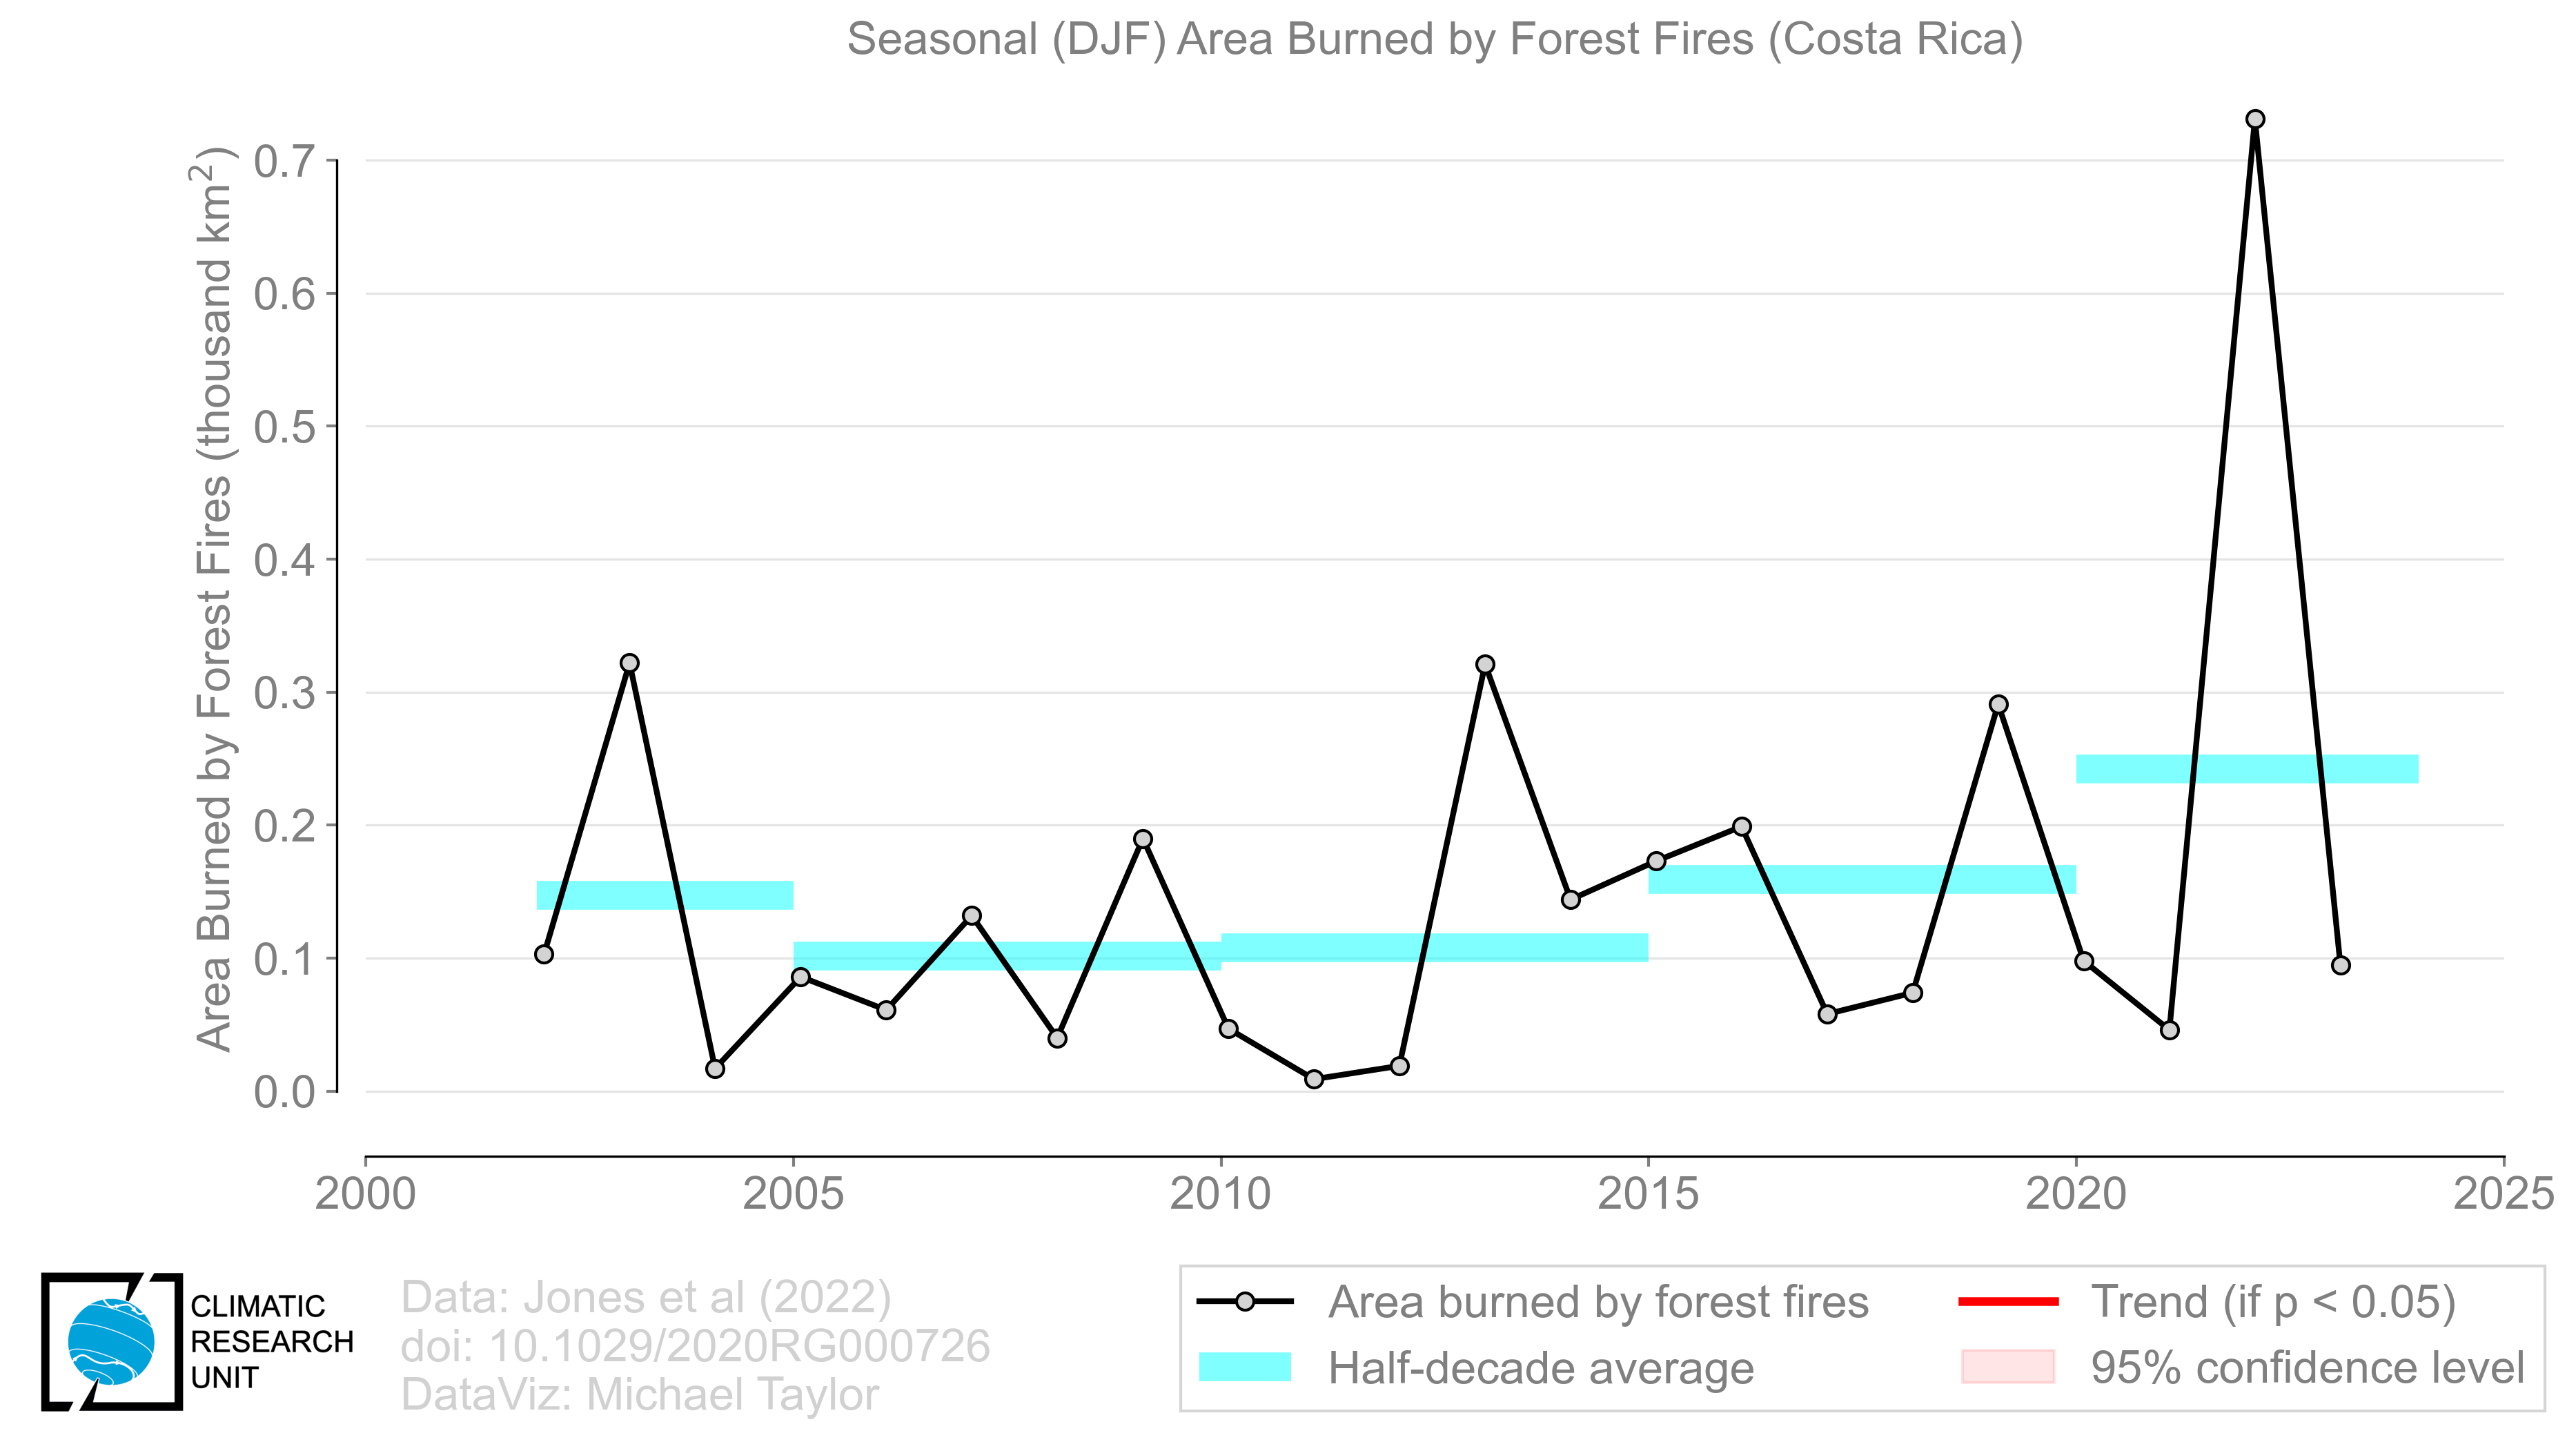 Seasonal (DJF) Area Burned by Forest Fires (Costa Rica)
Area Burned by Forest Fires (thousand km²)
0.7
0.6
0.5
0.4
0.3
0.2
0.1
0.0
2000 2005 2010 2015 2020 2025
CLIMATIC
RESEARCH
UNIT
Data: Jones et al (2022)
doi: 10.1029/2020RG000726
DataViz: Michael Taylor
Area burned by forest fires
Half-decade average
Trend (if p < 0.05)
95% confidence level